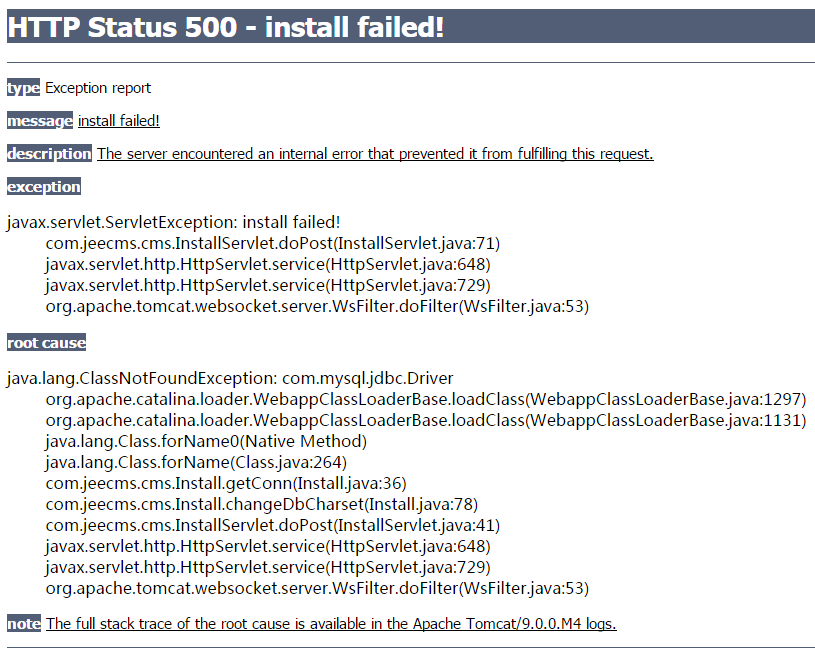 HTTP Status 500 - install failed!
type Exception report
message install failed!
description The server encountered an internal error that prevented it from fulfilling this request.
exception
javax.servlet.ServletException: install failed!
com.jeecms.cms.InstallServlet.doPost(InstallServlet.java:71)
javax.servlet.http.HttpServlet.service(HttpServlet.java:648)
javax.servlet.http.HttpServlet.service(HttpServlet.java:729)
org.apache.tomcat.websocket.server.WsFilter.doFilter(WsFilter.java:53)
root cause
java.lang.ClassNotFoundException: com.mysql.jdbc.Driver
org.apache.catalina.loader.WebappClassLoaderBase.loadClass(WebappClassLoaderBase.java:1297)
org.apache.catalina.loader.WebappClassLoaderBase.loadClass(WebappClassLoaderBase.java:1131)
java.lang.Class.forName0(Native Method)
java.lang.Class.forName(Class.java:264)
com.jeecms.cms.Install.getConn(Install.java:36)
com.jeecms.cms.Install.changeDbCharset(Install.java:78)
com.jeecms.cms.InstallServlet.doPost(InstallServlet.java:41)
javax.servlet.http.HttpServlet.service(HttpServlet.java:648)
javax.servlet.http.HttpServlet.service(HttpServlet.java:729)
org.apache.tomcat.websocket.server.WsFilter.doFilter(WsFilter.java:53)
note The full stack trace of the root cause is available in the Apache Tomcat/9.0.0.M4 logs.